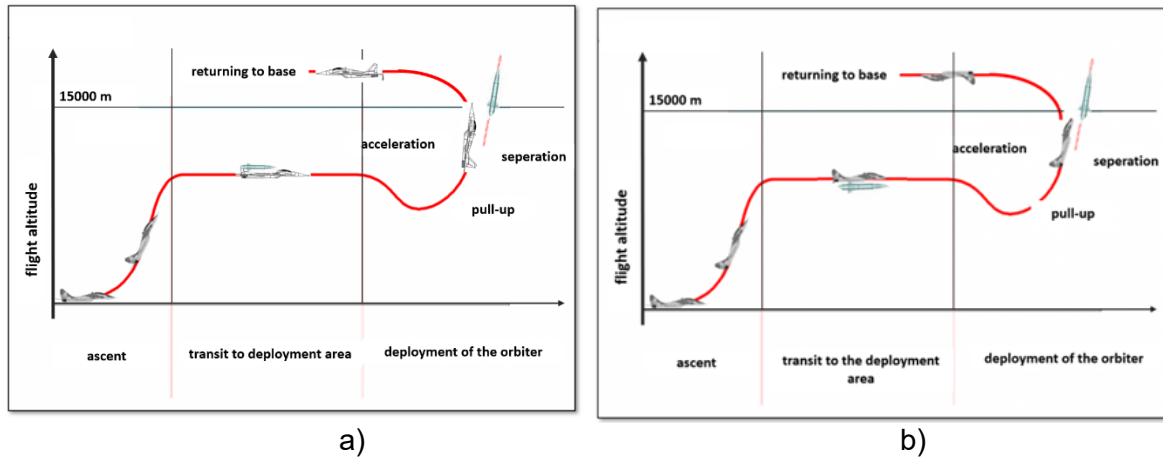 returning to base
15000 m
acceleration
seperation
pull-up
flight altitude
ascent
transit to deployment area
deployment of the orbiter
a)
returning to base
15000 m
acceleration
seperation
pull-up
flight altitude
ascent
transit to the deployment
area
deployment of the orbiter
b)